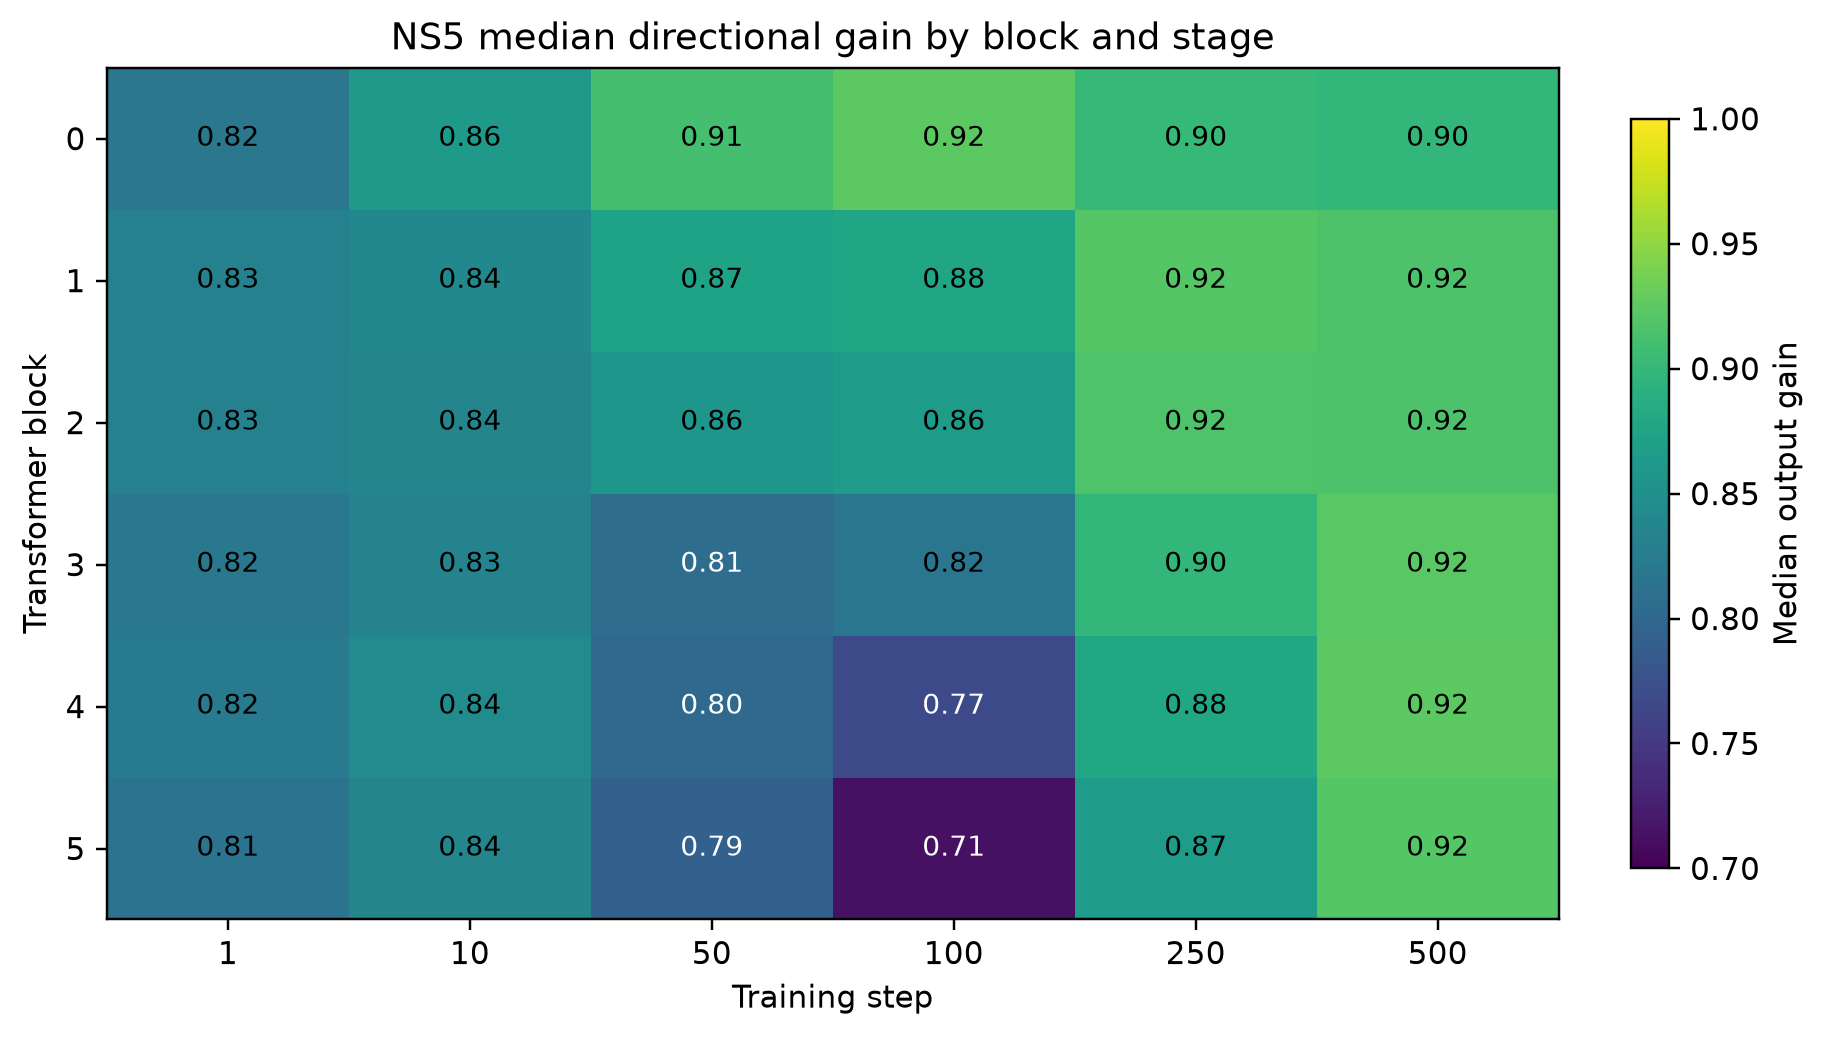 NS5 median directional gain by block and stage
0 0.82 0.86 0.91 0.92 0.90 0.90
1 0.83 0.84 0.87 0.88 0.92 0.92
2 0.83 0.84 0.86 0.86 0.92 0.92
3 0.82 0.83 0.81 0.82 0.90 0.92
4 0.82 0.84 0.80 0.77 0.88 0.92
5 0.81 0.84 0.79 0.71 0.87 0.92
1 10 50 100 250 500
Training step
Transformer block
1.00
0.95
0.90
0.85
0.80
0.75
0.70
Median output gain